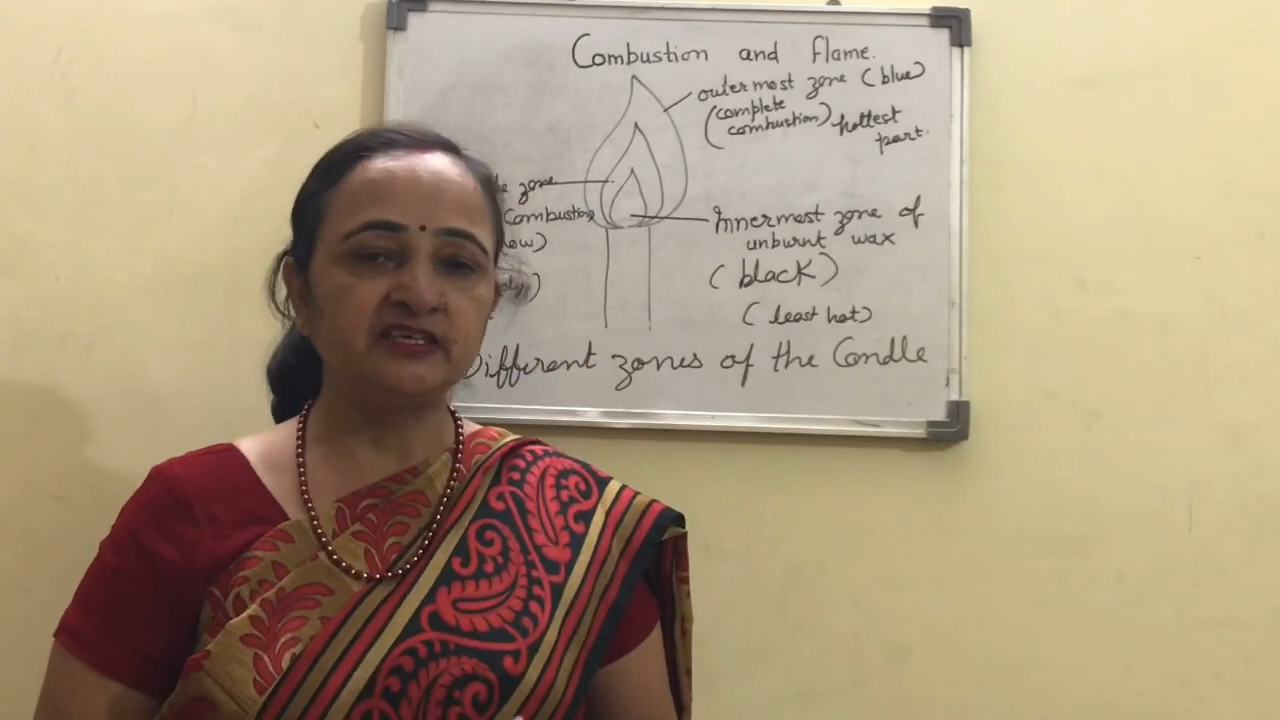 Combustion and flame.
outermost zone (blue)
(complete combustion) hottest part.
zone
Combustion
Innermost zone of
unburnt wax
(black)
(least hot)
Different zones of the Candle